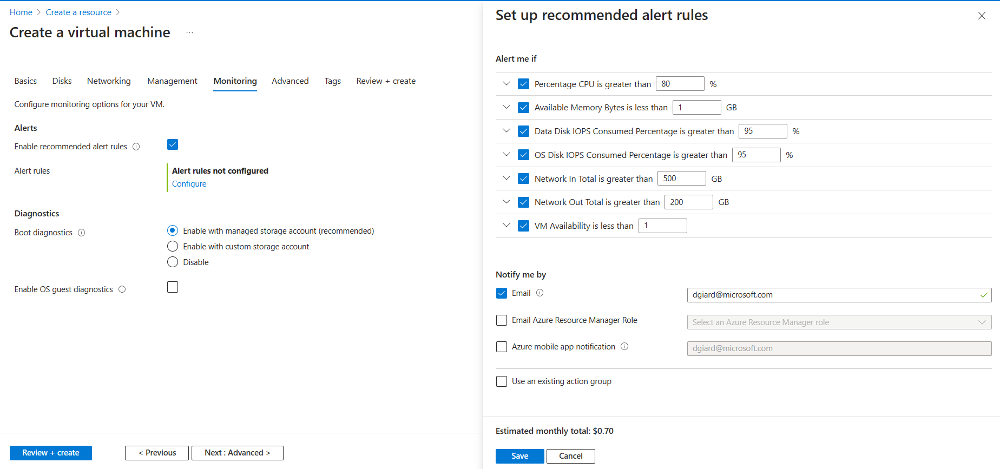 Home > Create a resource >
Create a virtual machine ...
Basics Disks Networking Management Monitoring Advanced Tags Review + create
Configure monitoring options for your VM.
Alerts
Enable recommended alert rules
Alert rules
Alert rules not configured
Configure
Diagnostics
Boot diagnostics
Enable with managed storage account (recommended)
Enable with custom storage account
Disable
Enable OS guest diagnostics
Review + create
< Previous
Next : Advanced >
Set up recommended alert rules
Alert me if
Percentage CPU is greater than 80 %
Available Memory Bytes is less than 1 GB
Data Disk IOPS Consumed Percentage is greater than 95 %
OS Disk IOPS Consumed Percentage is greater than 95 %
Network In Total is greater than 500 GB
Network Out Total is greater than 200 GB
VM Availability is less than 1
Notify me by
Email dgiard@microsoft.com
Email Azure Resource Manager Role Select an Azure Resource Manager role
Azure mobile app notification dgiard@microsoft.com
Use an existing action group
Estimated monthly total: $0.70
Save
Cancel